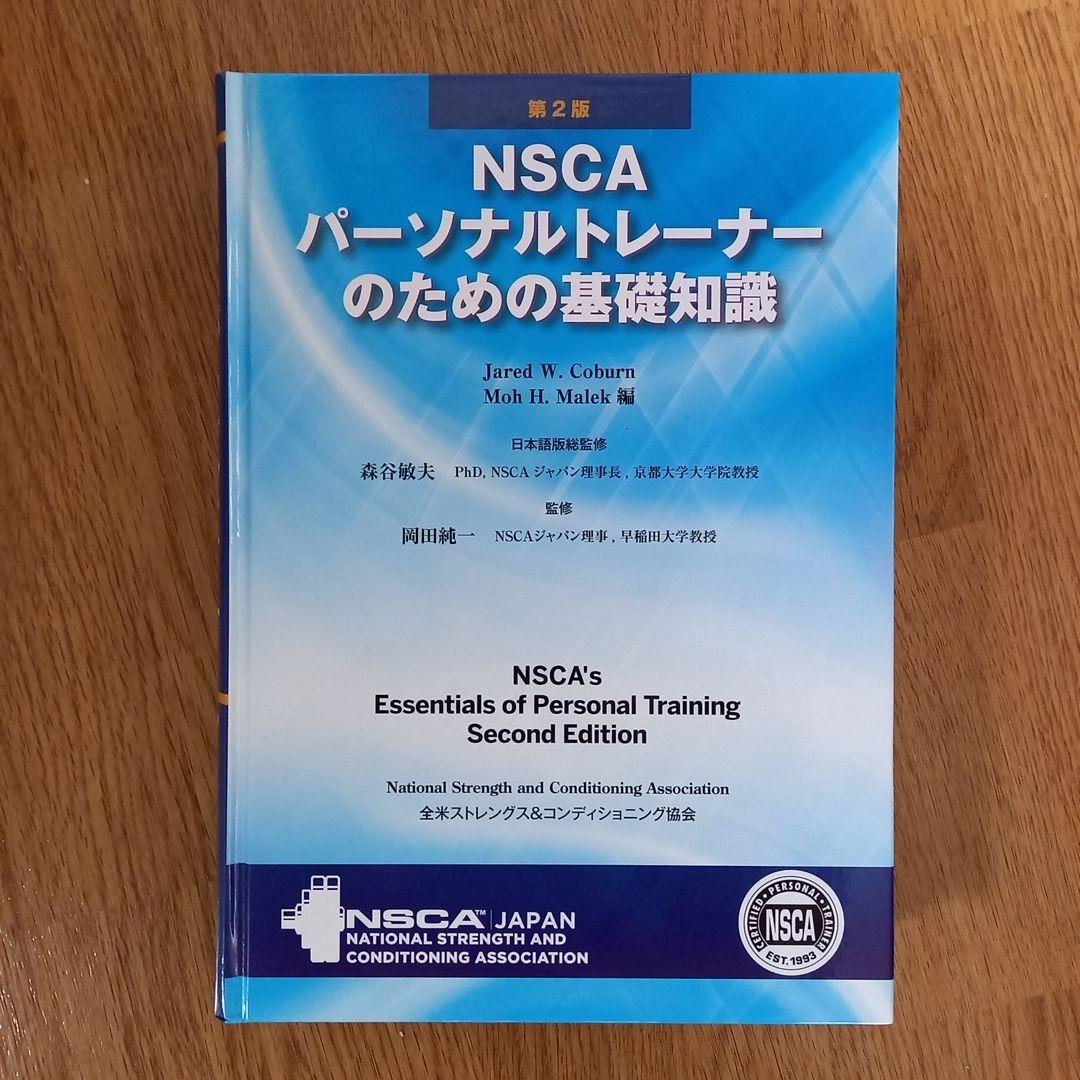 第2版
NSCA
パーソナルトレーナー
のための基礎知識
Jared W. Coburn
Moh H. Malek 編
日本語版総監修
森谷敏夫 PhD, NSCA ジャパン理事長 , 京都大学大学院教授
監修
岡田純一 NSCAジャパン理事 , 早稲田大学教授
NSCA's
Essentials of Personal Training
Second Edition
National Strength and Conditioning Association
全米ストレングス&コンディショニング協会
NSCA™ | JAPAN
NATIONAL STRENGTH AND
CONDITIONING ASSOCIATION
CERTIFIED • PERSONAL • TRAINER
NSCA
EST. 1993